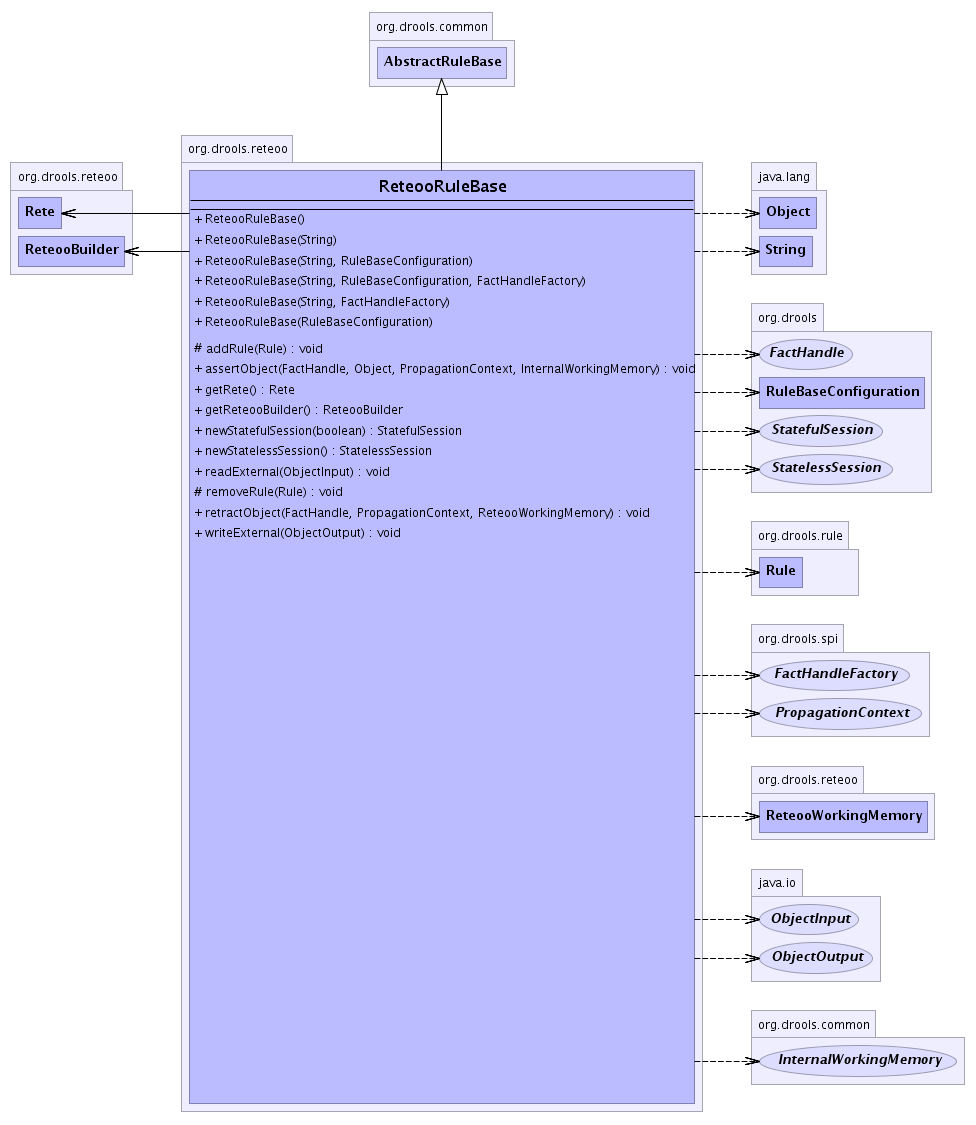 org.drools.common
AbstractRuleBase
org.drools.reteoo
Rete
ReteooBuilder
org.drools.reteoo
ReteooRuleBase
+ ReteooRuleBase()
+ ReteooRuleBase(String)
+ ReteooRuleBase(String, RuleBaseConfiguration)
+ ReteooRuleBase(String, RuleBaseConfiguration, FactHandleFactory)
+ ReteooRuleBase(String, FactHandleFactory)
+ ReteooRuleBase(RuleBaseConfiguration)
# addRule(Rule) : void
+ assertObject(FactHandle, Object, PropagationContext, InternalWorkingMemory) : void
+ getRete() : Rete
+ getReteooBuilder() : ReteooBuilder
+ newStatefulSession(boolean) : StatefulSession
+ newStatelessSession() : StatelessSession
+ readExternal(ObjectInput) : void
# removeRule(Rule) : void
+ retractObject(FactHandle, PropagationContext, ReteooWorkingMemory) : void
+ writeExternal(ObjectOutput) : void
java.lang
Object
String
org.drools
FactHandle
RuleBaseConfiguration
StatefulSession
StatelessSession
org.drools.rule
Rule
org.drools.spi
FactHandleFactory
PropagationContext
org.drools.reteoo
ReteooWorkingMemory
java.io
ObjectInput
ObjectOutput
org.drools.common
InternalWorkingMemory